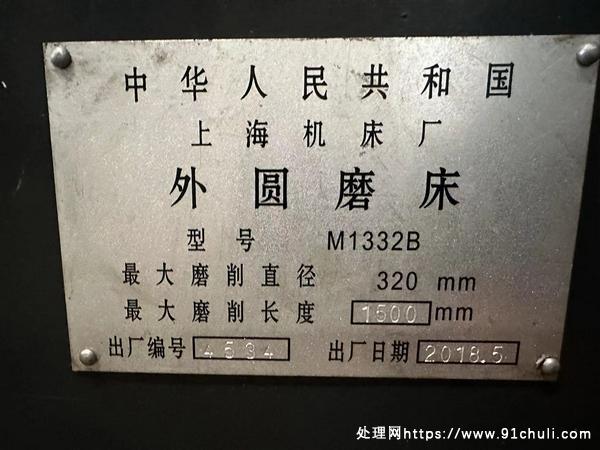 中华人民共和国
上海机床厂
外圆磨床
型号 M1332B
最大磨削直径 320 mm
最大磨削长度 1500 mm
出厂编号 4534 出厂日期 2018.5
处理网https://www.91chuli.com/